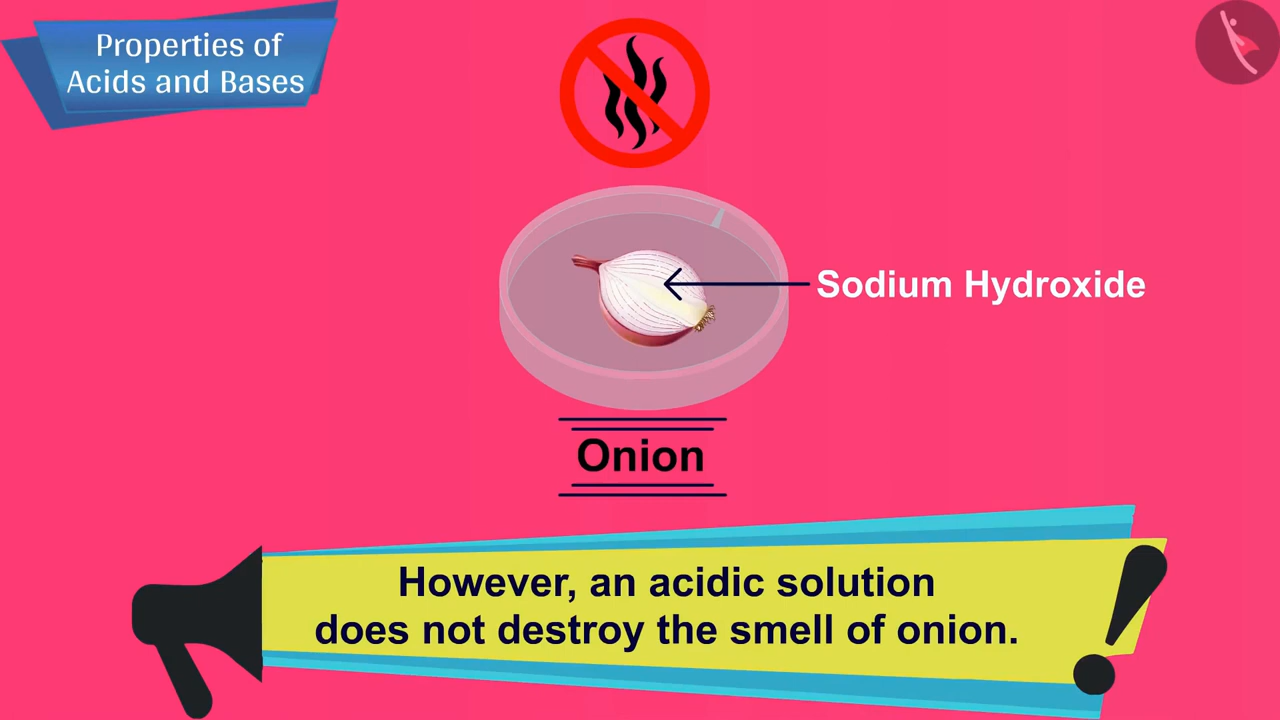 Properties of
Acids and Bases
Sodium Hydroxide
Onion
However, an acidic solution
does not destroy the smell of onion.